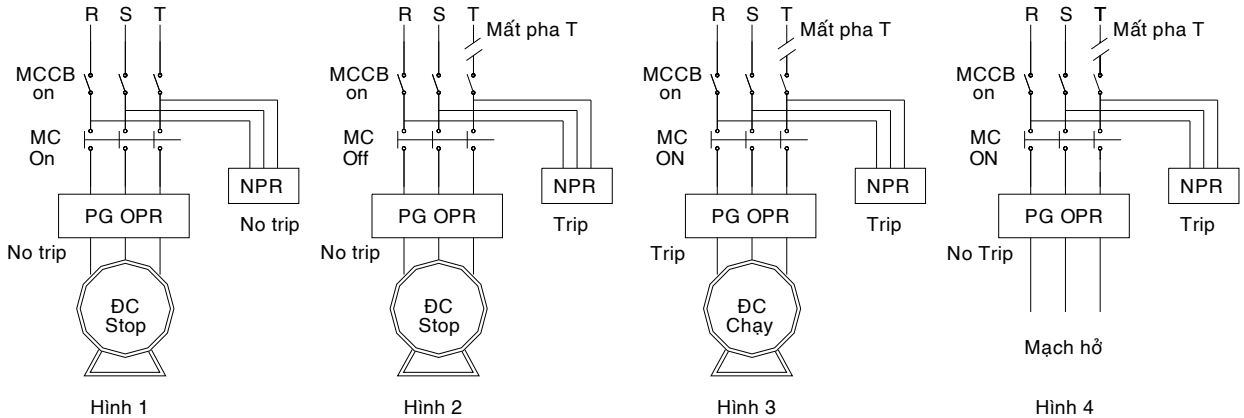 R S T
MCCB
on
MC
On
NPR
PG OPR
No trip
No trip
ĐC
Stop
Hình 1
R S T
Mất pha T
MCCB
on
MC
Off
NPR
PG OPR
Trip
No trip
ĐC
Stop
Hình 2
R S T
Mất pha T
MCCB
on
MC
ON
NPR
PG OPR
Trip
Trip
ĐC
Chạy
Hình 3
R S T
Mất pha T
MCCB
on
MC
ON
NPR
PG OPR
Trip
No Trip
Mạch hở
Hình 4